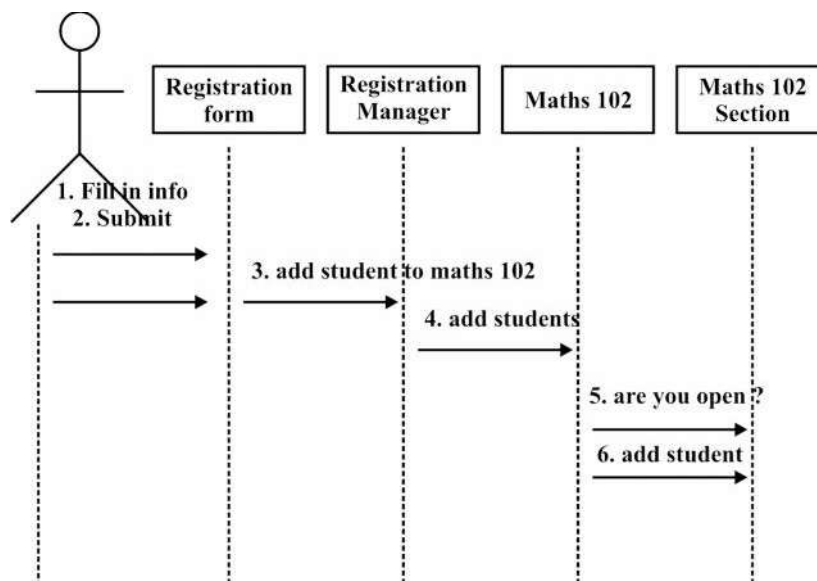 Registration
form
Registration
Manager
Maths 102
Maths 102
Section
1. Fill in info
2. Submit
3. add student to maths 102
4. add students
5. are you open ?
6. add student